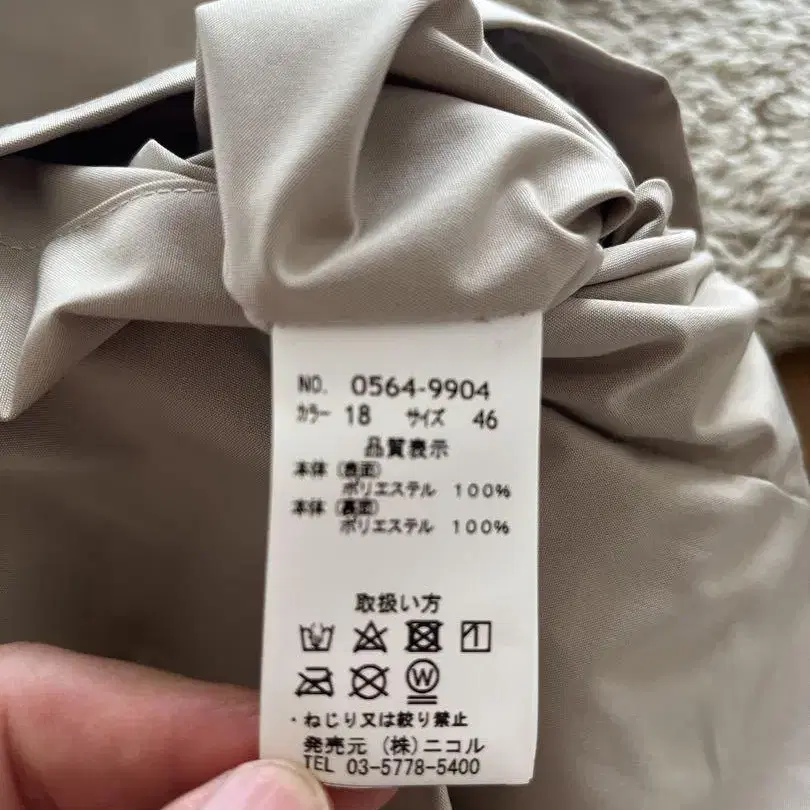 NO. 0564-9904
カラー 18 サイズ 46
品質表示
本体（表面）
ポリエステル 100%
本体（裏面）
ポリエステル 100%
取扱い方
W
・ねじり又は絞り禁止
発売元（株）ニコル
TEL 03-5778-5400